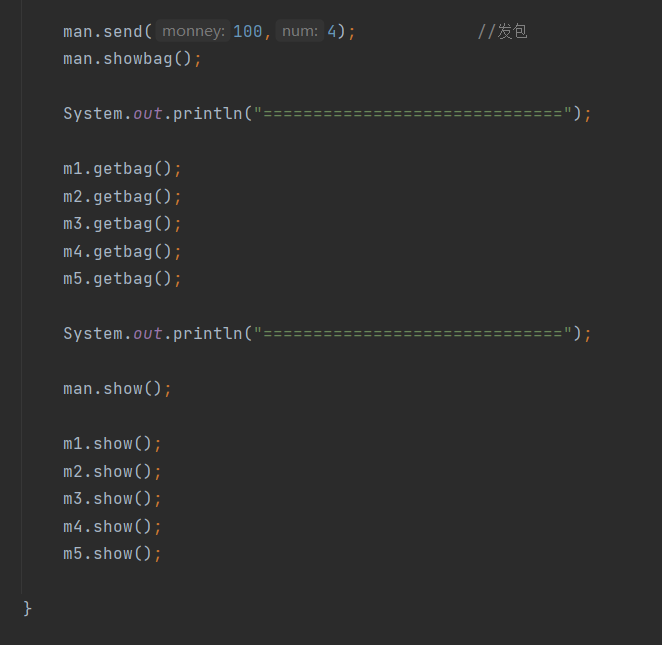 man.send( monney: 100, num: 4);            //发包
man.showbag();
System.out.println("==============================");
m1.getbag();
m2.getbag();
m3.getbag();
m4.getbag();
m5.getbag();
System.out.println("==============================");
man.show();
m1.show();
m2.show();
m3.show();
m4.show();
m5.show();
}